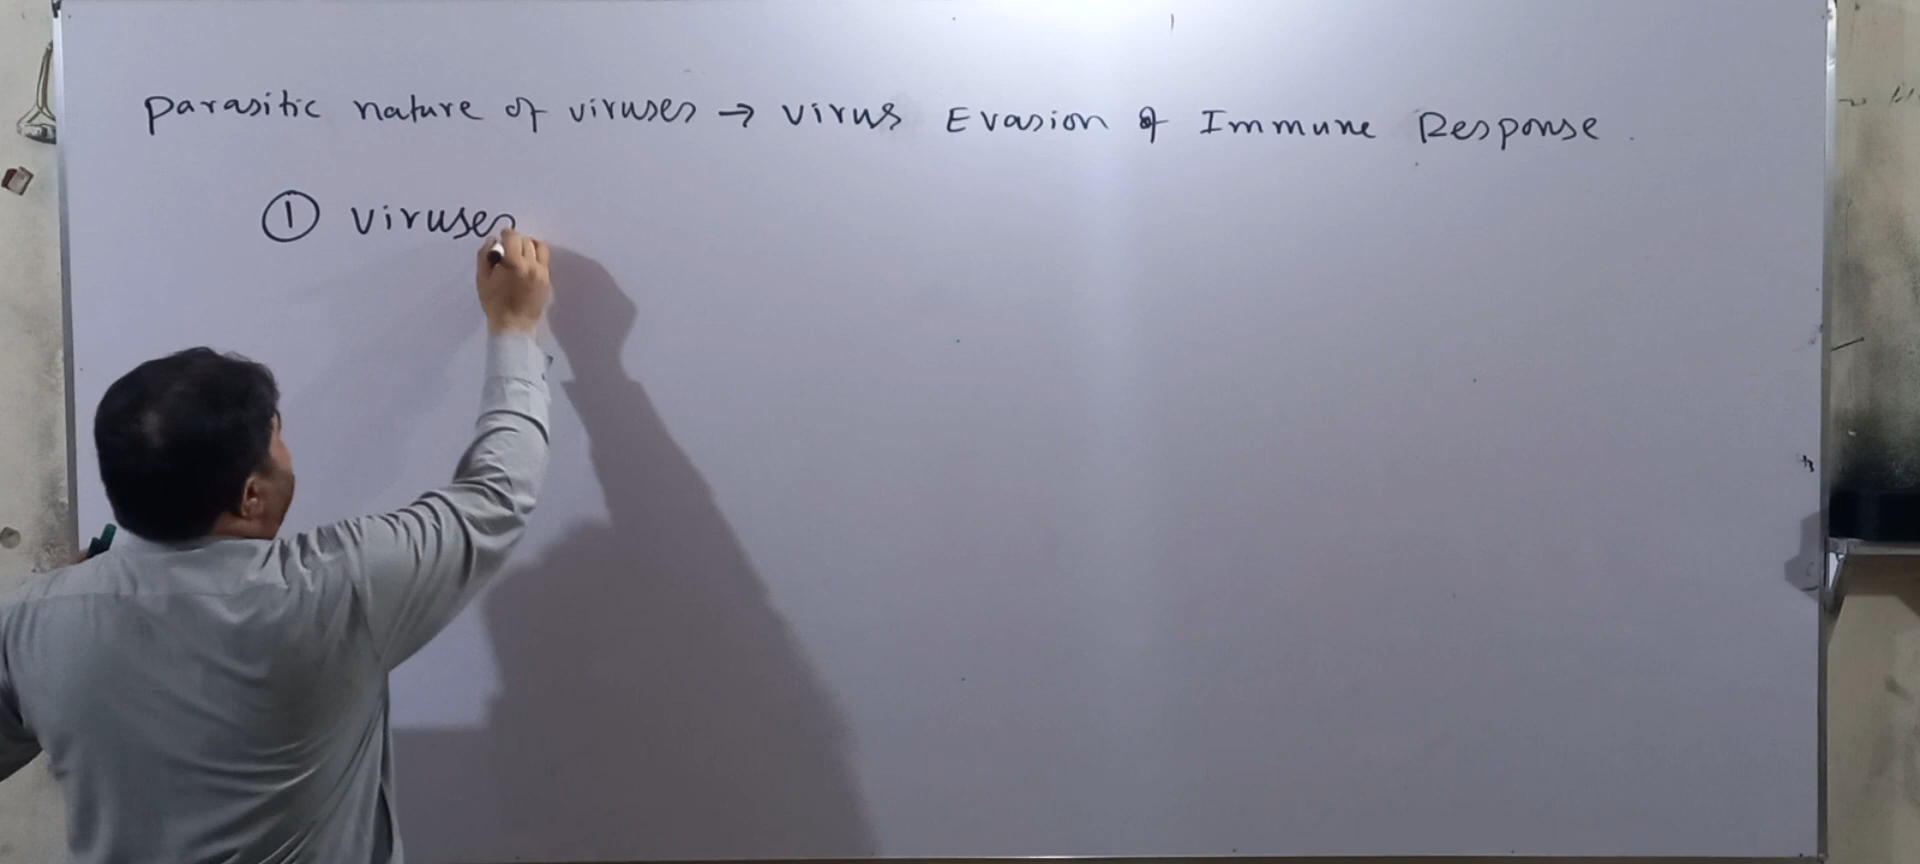 Parasitic nature of viruses → virus Evasion of Immune Response.
① viruses